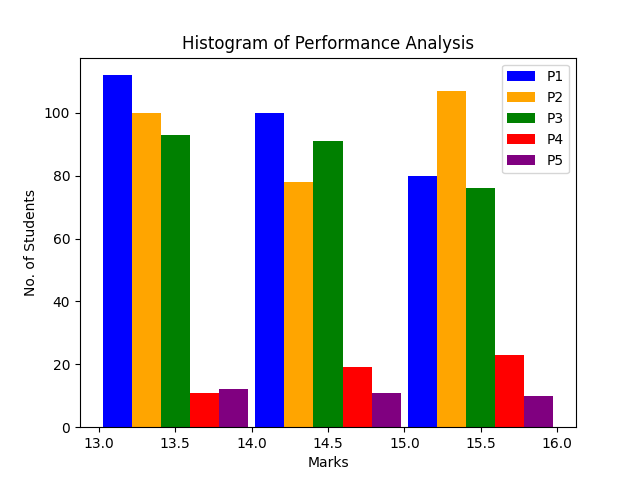 Histogram of Performance Analysis
P1
P2
P3
P4
P5
No. of Students
100
80
60
40
20
0
13.0 13.5 14.0 14.5 15.0 15.5 16.0
Marks